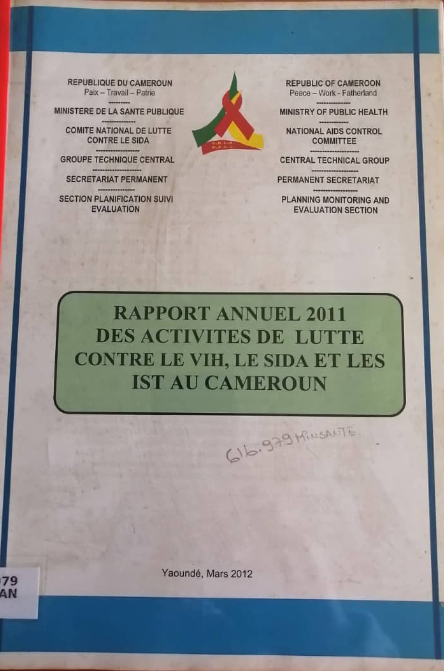 REPUBLIQUE DU CAMEROUN
Paix – Travail – Patrie
MINISTERE DE LA SANTE PUBLIQUE
COMITE NATIONAL DE LUTTE
CONTRE LE SIDA
GROUPE TECHNIQUE CENTRAL
SECRETARIAT PERMANENT
SECTION PLANIFICATION SUIVI
EVALUATION
REPUBLIC OF CAMEROON
Peace – Work - Fatherland
MINISTRY OF PUBLIC HEALTH
NATIONAL AIDS CONTROL
COMMITTEE
CENTRAL TECHNICAL GROUP
PERMANENT SECRETARIAT
PLANNING MONITORING AND
EVALUATION SECTION
RAPPORT ANNUEL 2011
DES ACTIVITES DE LUTTE
CONTRE LE VIH, LE SIDA ET LES
IST AU CAMEROUN
616.979 MINSANTE
Yaoundé, Mars 2012
79
AN